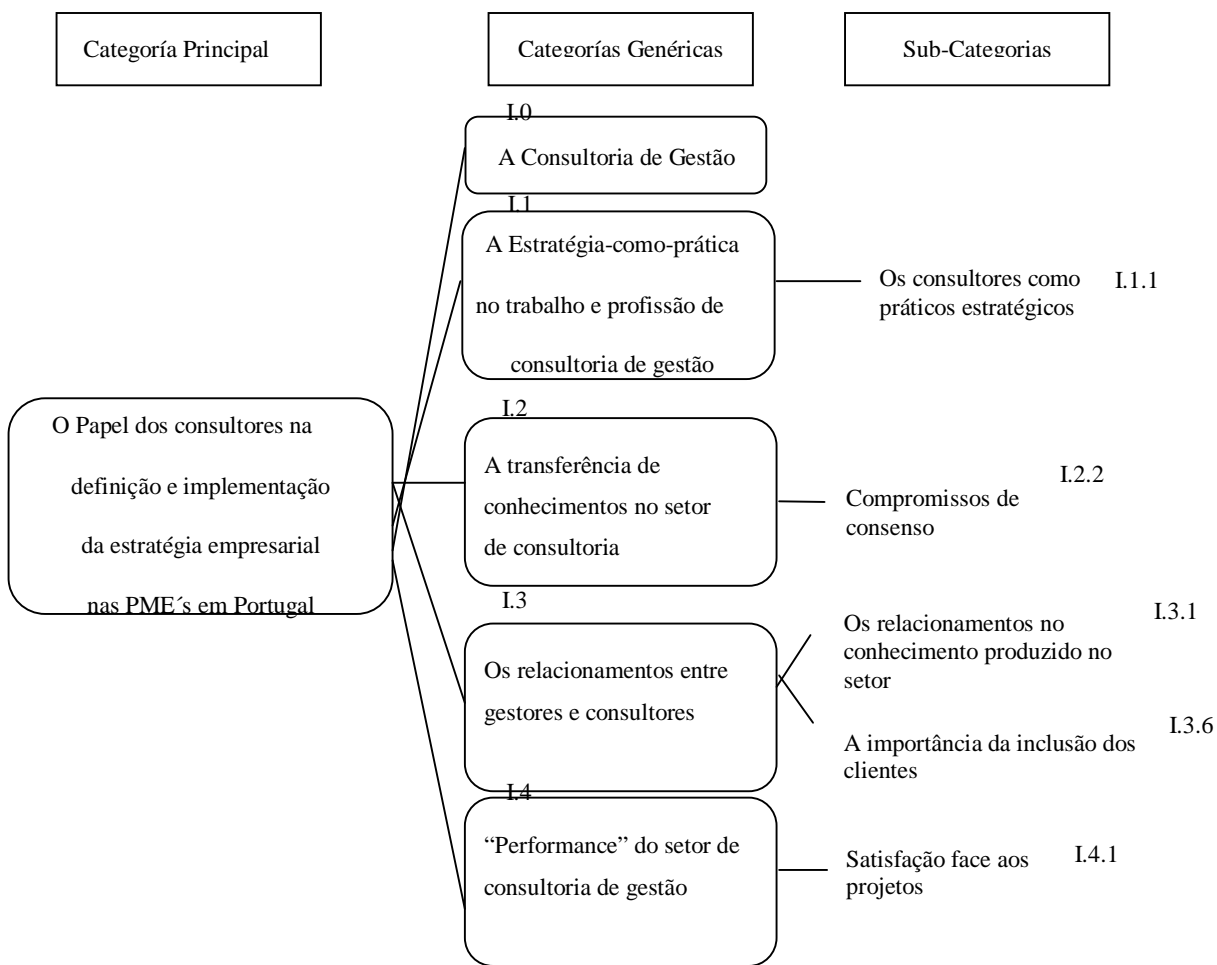 Categoría Principal
Categorías Genéricas
Sub-Categorias
I.0
A Consultoria de Gestão
I.1
A Estratégia-como-prática
no trabalho e profissão de
consultoria de gestão
Os consultores como
práticos estratégicos
I.1.1
O Papel dos consultores na
definição e implementação
da estratégia empresarial
nas PME´s em Portugal
I.2
A transferência de
conhecimentos no setor
de consultoria
Compromissos de
consenso
I.2.2
I.3
Os relacionamentos entre
gestores e consultores
Os relacionamentos no
conhecimento produzido no
setor
I.3.1
A importância da inclusão dos
clientes
I.3.6
I.4
“Performance” do setor de
consultoria de gestão
Satisfação face aos
projetos
I.4.1